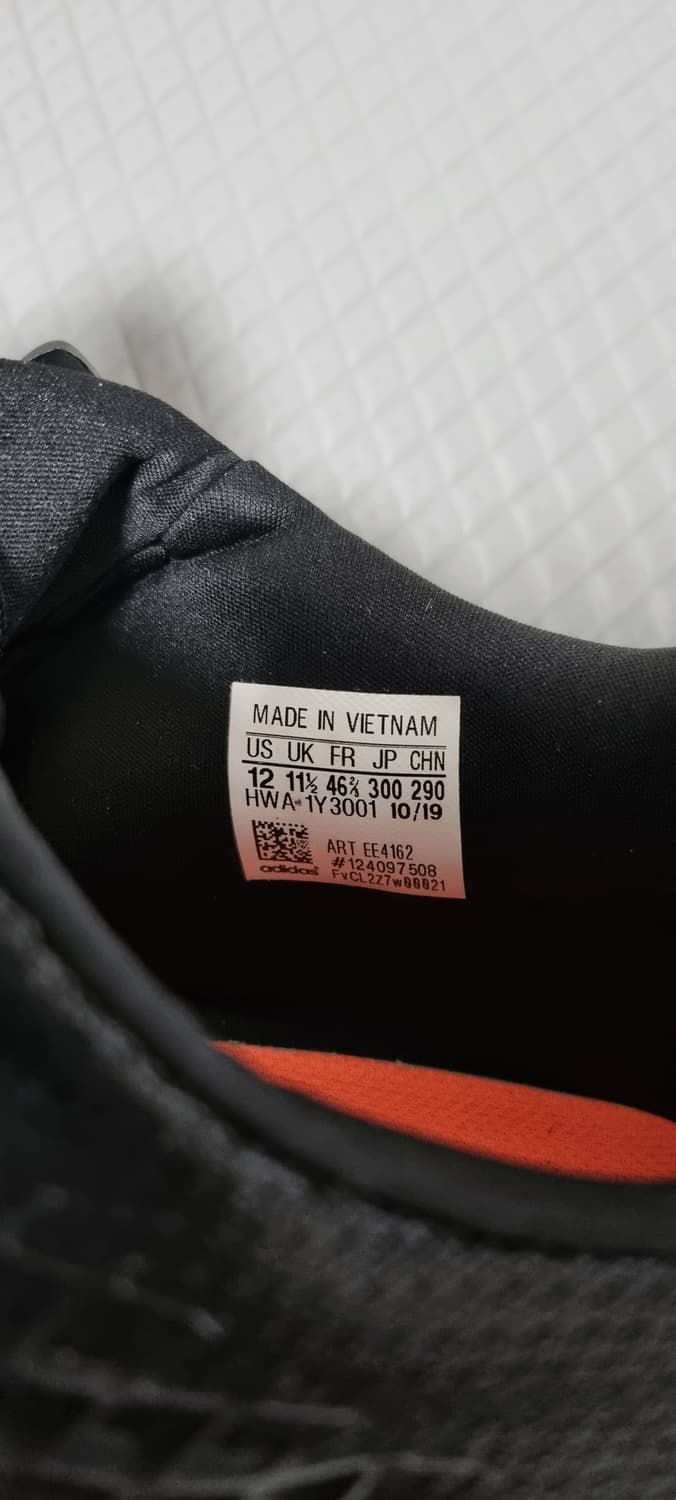 MADE IN VIETNAM
US UK FR JP CHN
12 11½ 46⅔ 300 290
HWA 1Y3001 10/19
ART EE4162
#124097508
adidas FvCL2Z7w00021